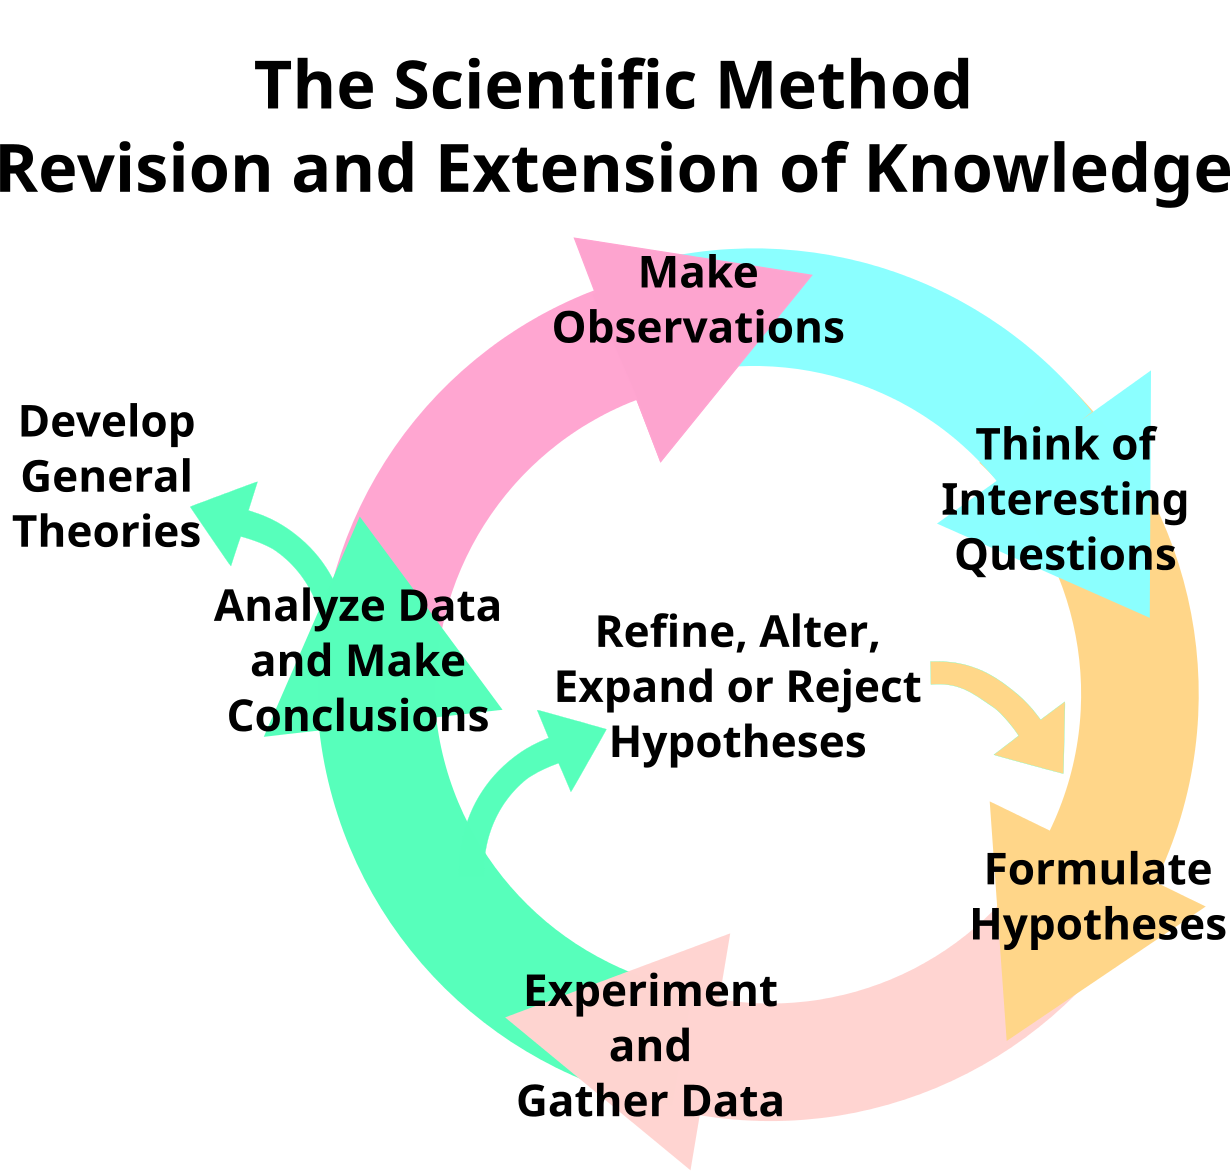 The Scientific Method
Revision and Extension of Knowledge
Make
Observations
Think of
Interesting
Questions
Formulate
Hypotheses
Experiment
and
Gather Data
Analyze Data
and Make
Conclusions
Develop
General
Theories
Refine, Alter,
Expand or Reject
Hypotheses